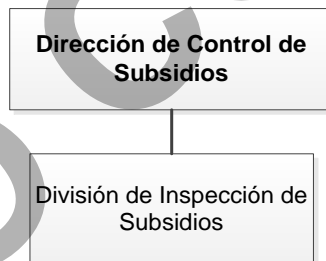 Dirección de Control de
Subsidios
División de Inspección de
Subsidios